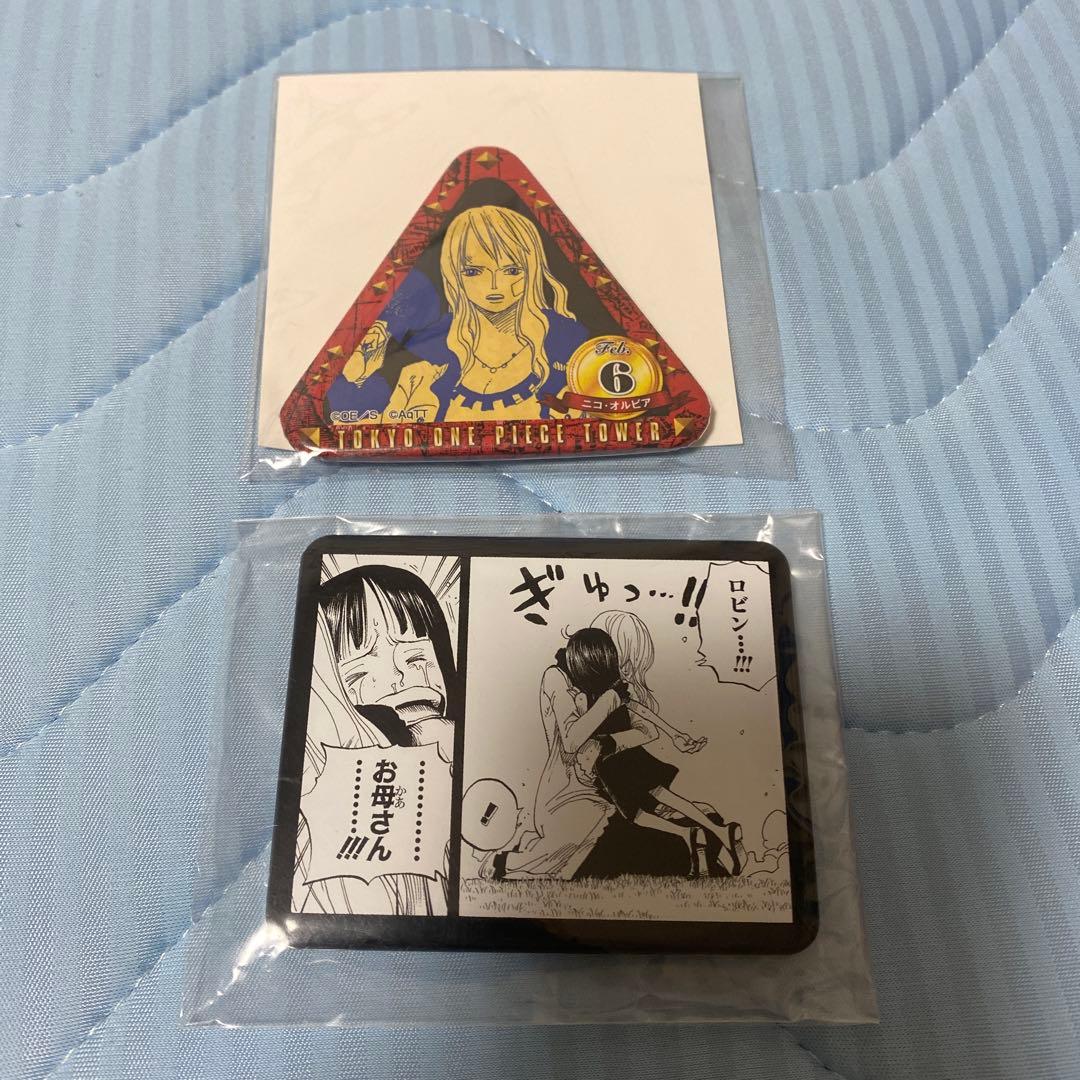 Feb.
6
ニコ・オルビア
©OE/S ©AqTT
TOKYO ONE PIECE TOWER
ぎゅっ…!!
ロビン…!!!
…………
お母さん
かあ
………!!!
!